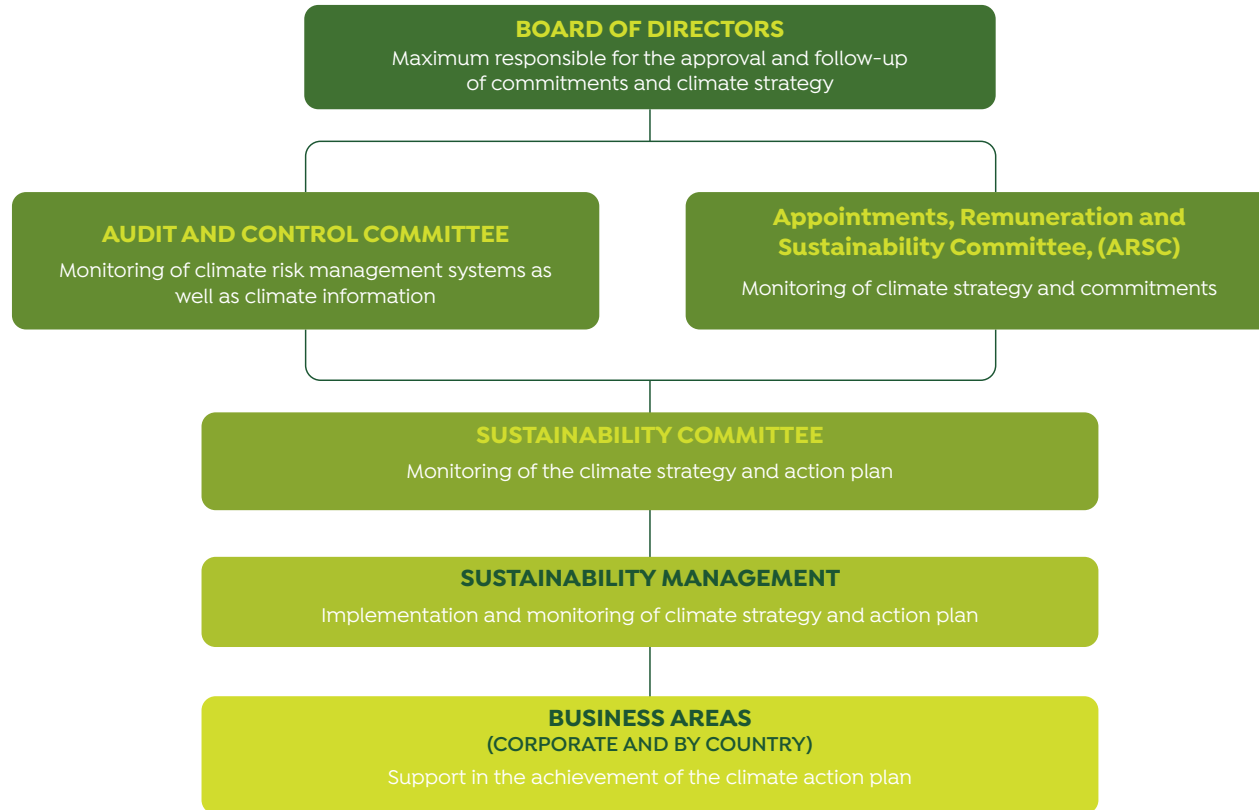 BOARD OF DIRECTORS
Maximum responsible for the approval and follow-up
of commitments and climate strategy
AUDIT AND CONTROL COMMITTEE
Monitoring of climate risk management systems as
well as climate information
Appointments, Remuneration and
Sustainability Committee, (ARSC)
Monitoring of climate strategy and commitments
SUSTAINABILITY COMMITTEE
Monitoring of the climate strategy and action plan
SUSTAINABILITY MANAGEMENT
Implementation and monitoring of climate strategy and action plan
BUSINESS AREAS
(CORPORATE AND BY COUNTRY)
Support in the achievement of the climate action plan